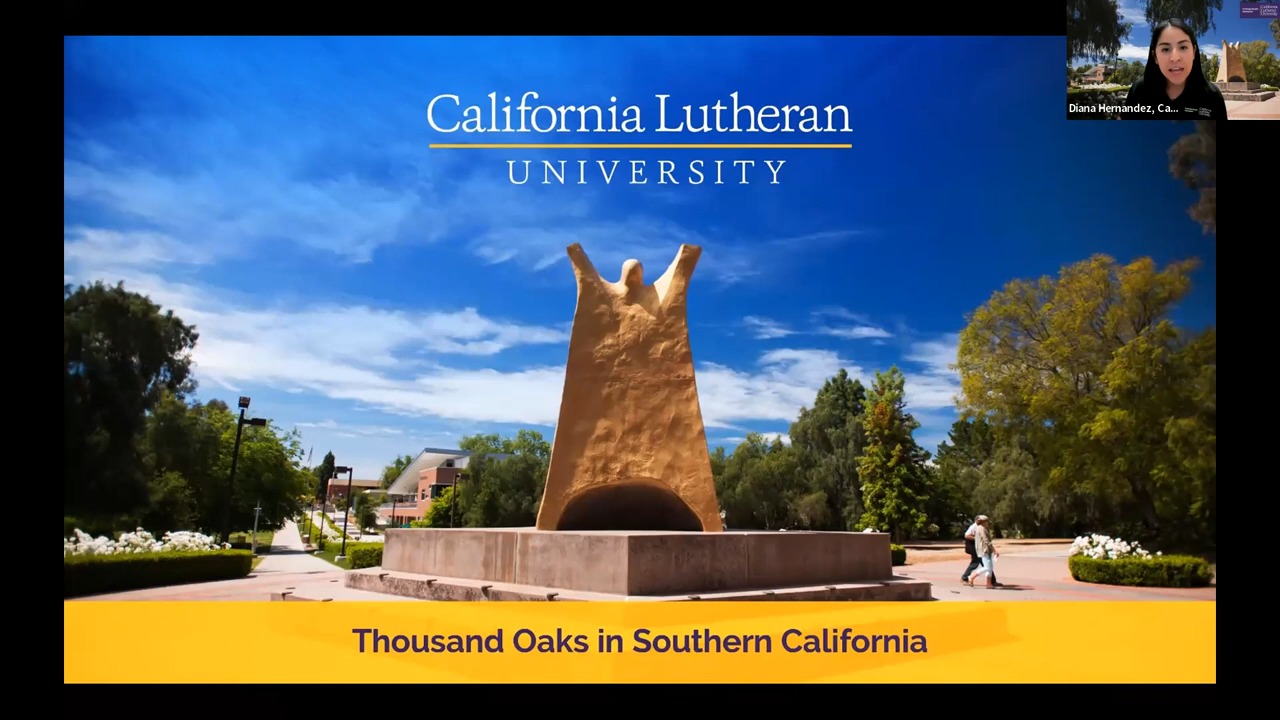 California Lutheran
UNIVERSITY
Diana Hernandez, Ca...
Thousand Oaks in Southern California